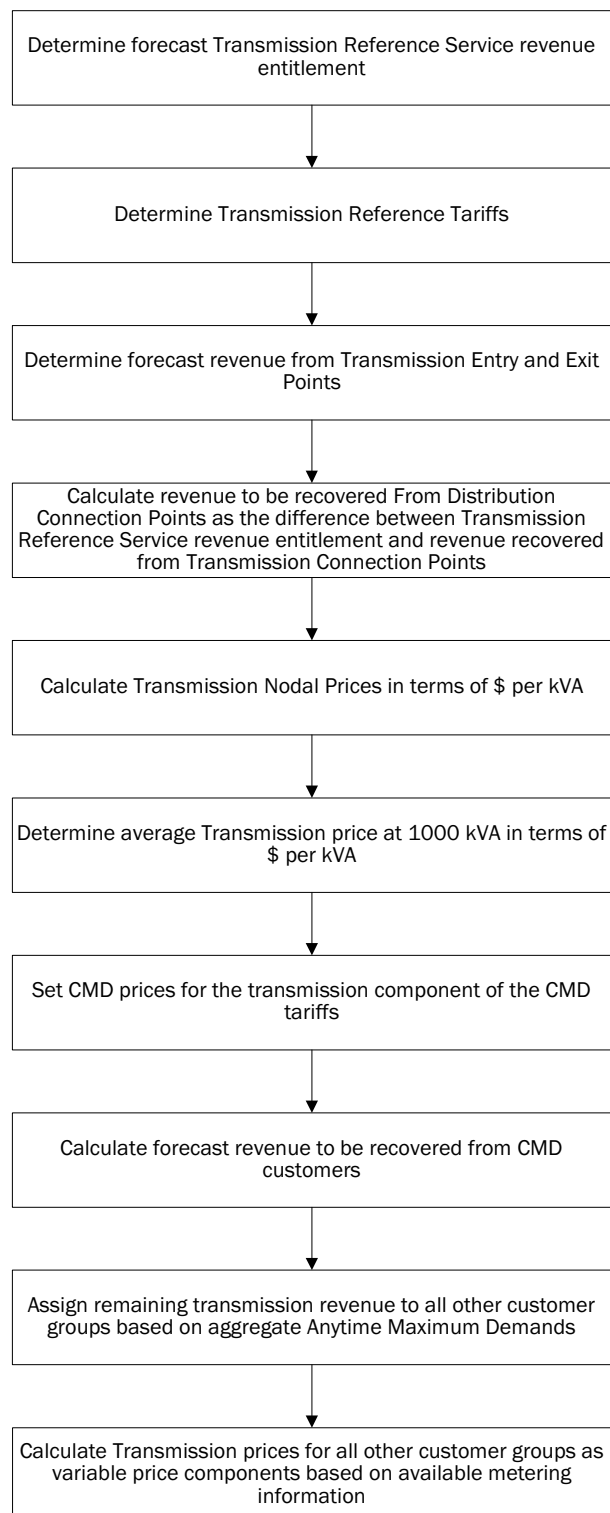 Determine forecast Transmission Reference Service revenue
entitlement
Determine Transmission Reference Tariffs
Determine forecast revenue from Transmission Entry and Exit
Points
Calculate revenue to be recovered From Distribution
Connection Points as the difference between Transmission
Reference Service revenue entitlement and revenue recovered
from Transmission Connection Points
Calculate Transmission Nodal Prices in terms of $ per kVA
Determine average Transmission price at 1000 kVA in terms of
$ per kVA
Set CMD prices for the transmission component of the CMD
tariffs
Calculate forecast revenue to be recovered from CMD
customers
Assign remaining transmission revenue to all other customer
groups based on aggregate Anytime Maximum Demands
Calculate Transmission prices for all other customer groups as
variable price components based on available metering
information